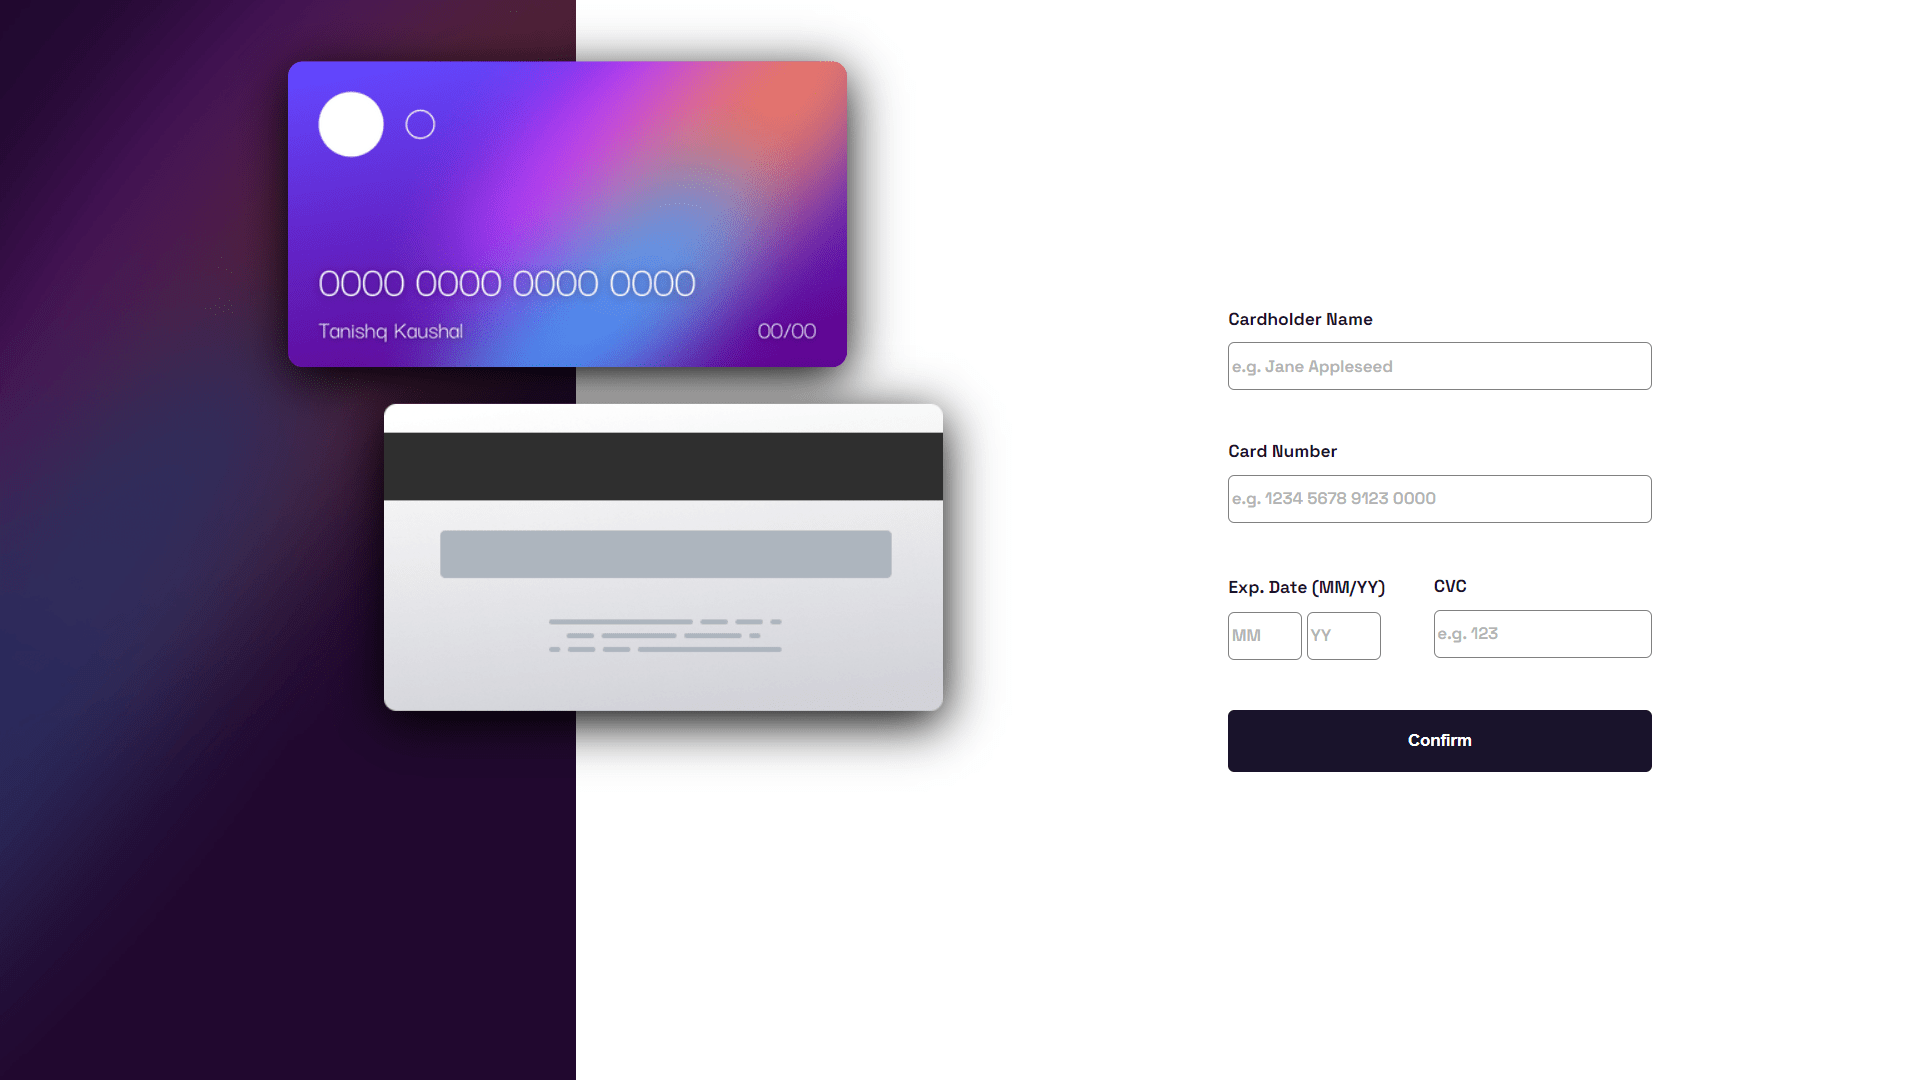 0000 0000 0000 0000
Tanishq Kaushal 00/00
Cardholder Name
e.g. Jane Appleseed
Card Number
e.g. 1234 5678 9123 0000
Exp. Date (MM/YY) CVC
MM YY e.g. 123
Confirm